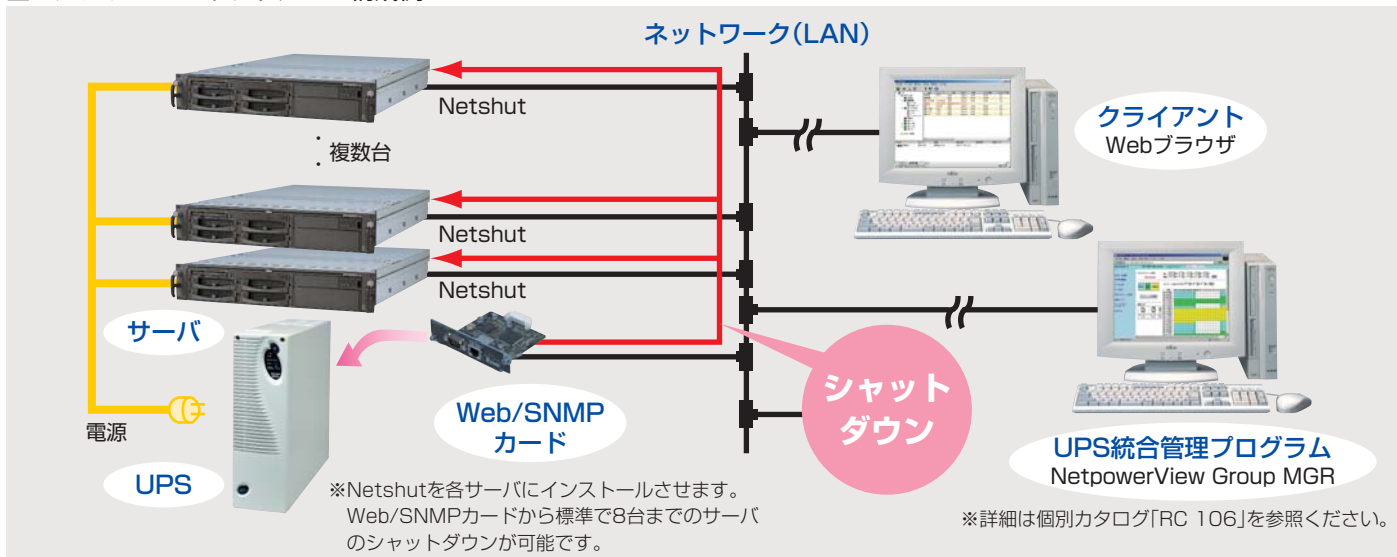 ネットワーク(LAN)
Netshut
複数台
Netshut
Netshut
サーバ
電源
UPS
Web/SNMP
カード
シャット
ダウン
クライアント
Webブラウザ
UPS統合管理プログラム
NetpowerView Group MGR
※Netshutを各サーバにインストールさせます。
Web/SNMPカードから標準で8台までのサーバ
のシャットダウンが可能です。
※詳細は個別カタログ「RC 106」を参照ください。